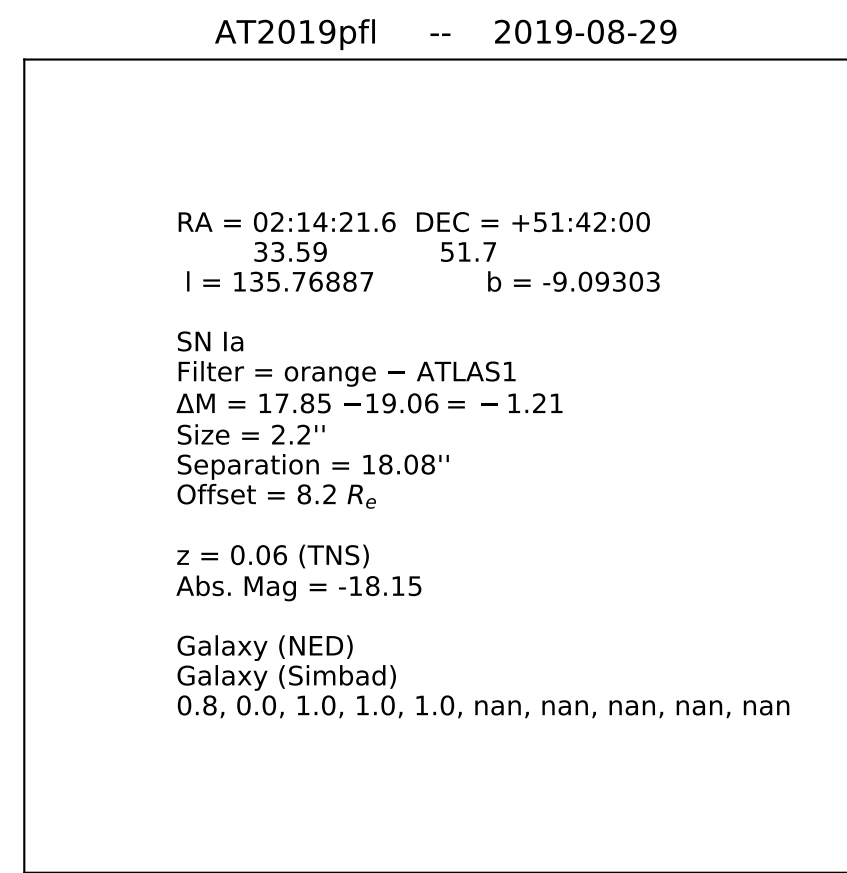 AT2019pfl -- 2019-08-29
RA = 02:14:21.6 DEC = +51:42:00
33.59 51.7
l = 135.76887 b = -9.09303
SN Ia
Filter = orange − ATLAS1
ΔM = 17.85 −19.06 = − 1.21
Size = 2.2''
Separation = 18.08''
Offset = 8.2 Rₑ
z = 0.06 (TNS)
Abs. Mag = -18.15
Galaxy (NED)
Galaxy (Simbad)
0.8, 0.0, 1.0, 1.0, 1.0, nan, nan, nan, nan, nan